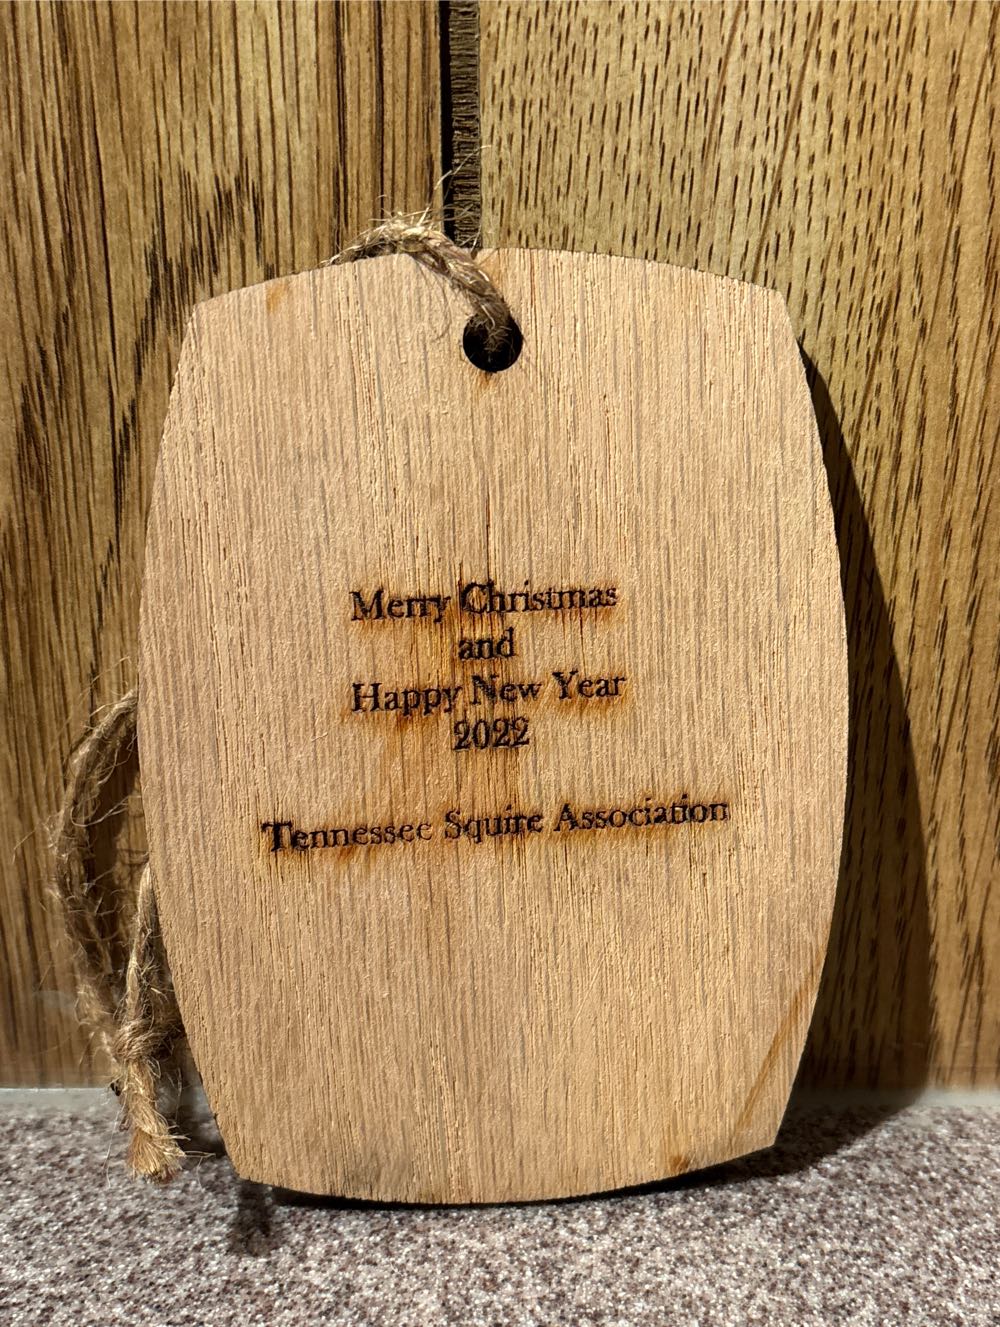 Merry Christmas
and
Happy New Year
2022
Tennessee Squire Association